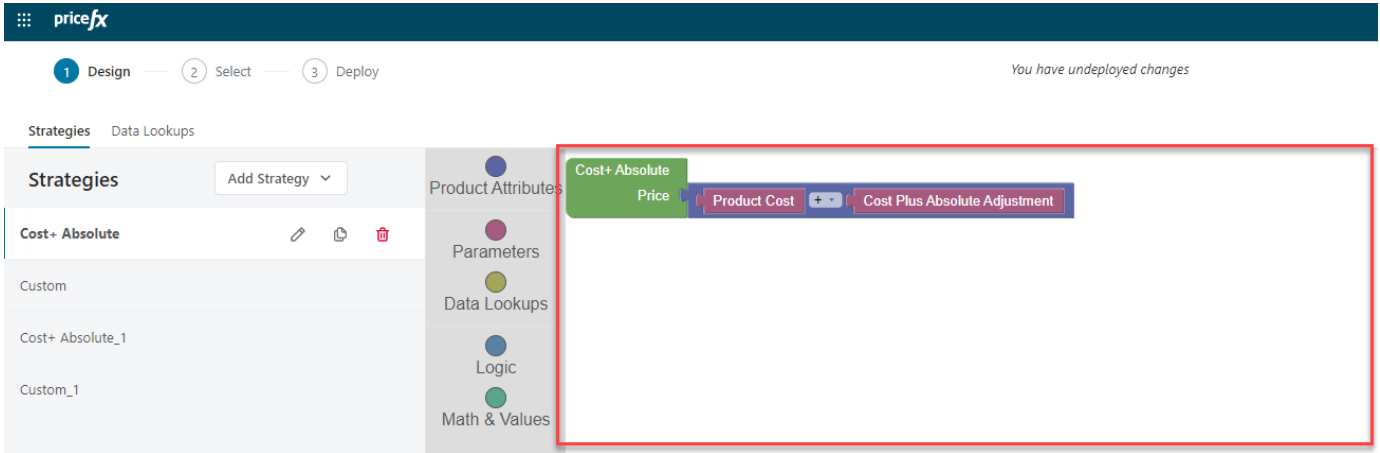 pricefx
1 Design 2 Select 3 Deploy
You have undeployed changes
Strategies Data Lookups
Strategies Add Strategy
Cost+ Absolute
Custom
Cost+ Absolute_1
Custom_1
Product Attributes
Parameters
Data Lookups
Logic
Math & Values
Cost+ Absolute
Price Product Cost + Cost Plus Absolute Adjustment